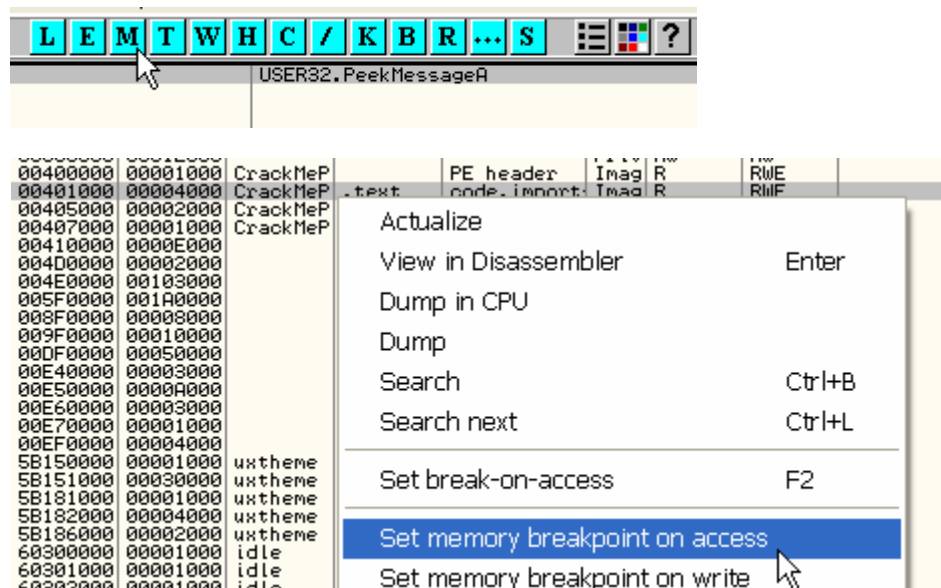 L E M T W H C / K B R ... S ?
USER32.PeekMessageA
00400000 00001000 CrackMeP PE header Imag R RWE
00401000 00004000 CrackMeP .text code,import: Imag R RWE
00405000 00002000 CrackMeP
00407000 00001000 CrackMeP
00410000 0000E000
004D0000 00002000
004E0000 00103000
005F0000 001A0000
008F0000 00008000
009F0000 00010000
00DF0000 00050000
00E40000 00003000
00E50000 0000A000
00E60000 00003000
00E70000 00001000
00EF0000 00004000
5B150000 00001000 uxtheme
5B151000 00030000 uxtheme
5B181000 00001000 uxtheme
5B182000 00004000 uxtheme
5B186000 00002000 uxtheme
60300000 00001000 idle
60301000 00001000 idle
Actualize
View in Disassembler Enter
Dump in CPU
Dump
Search Ctrl+B
Search next Ctrl+L
Set break-on-access F2
Set memory breakpoint on access
Set memory breakpoint on write